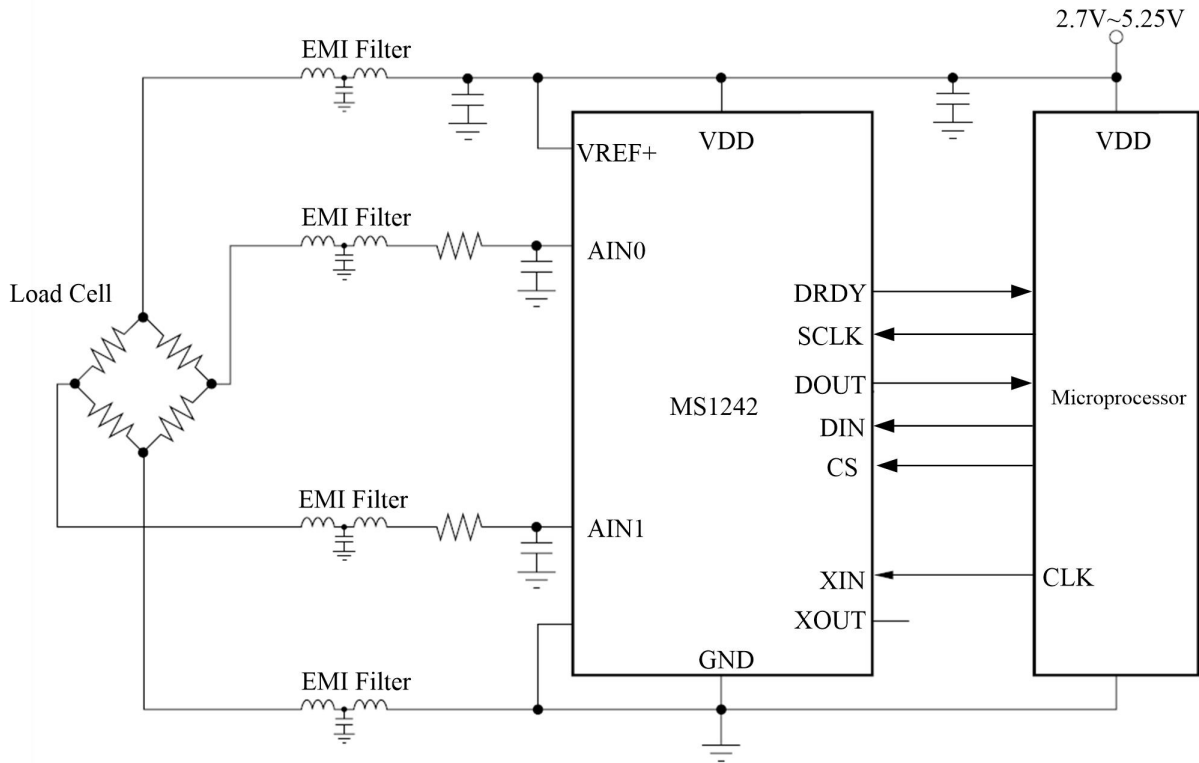 2.7V~5.25V
EMI Filter
VDD
VDD
VREF+
EMI Filter
AIN0
Load Cell
DRDY
SCLK
DOUT
MS1242
Microprocessor
DIN
CS
EMI Filter
AIN1
XIN
CLK
XOUT
GND
EMI Filter